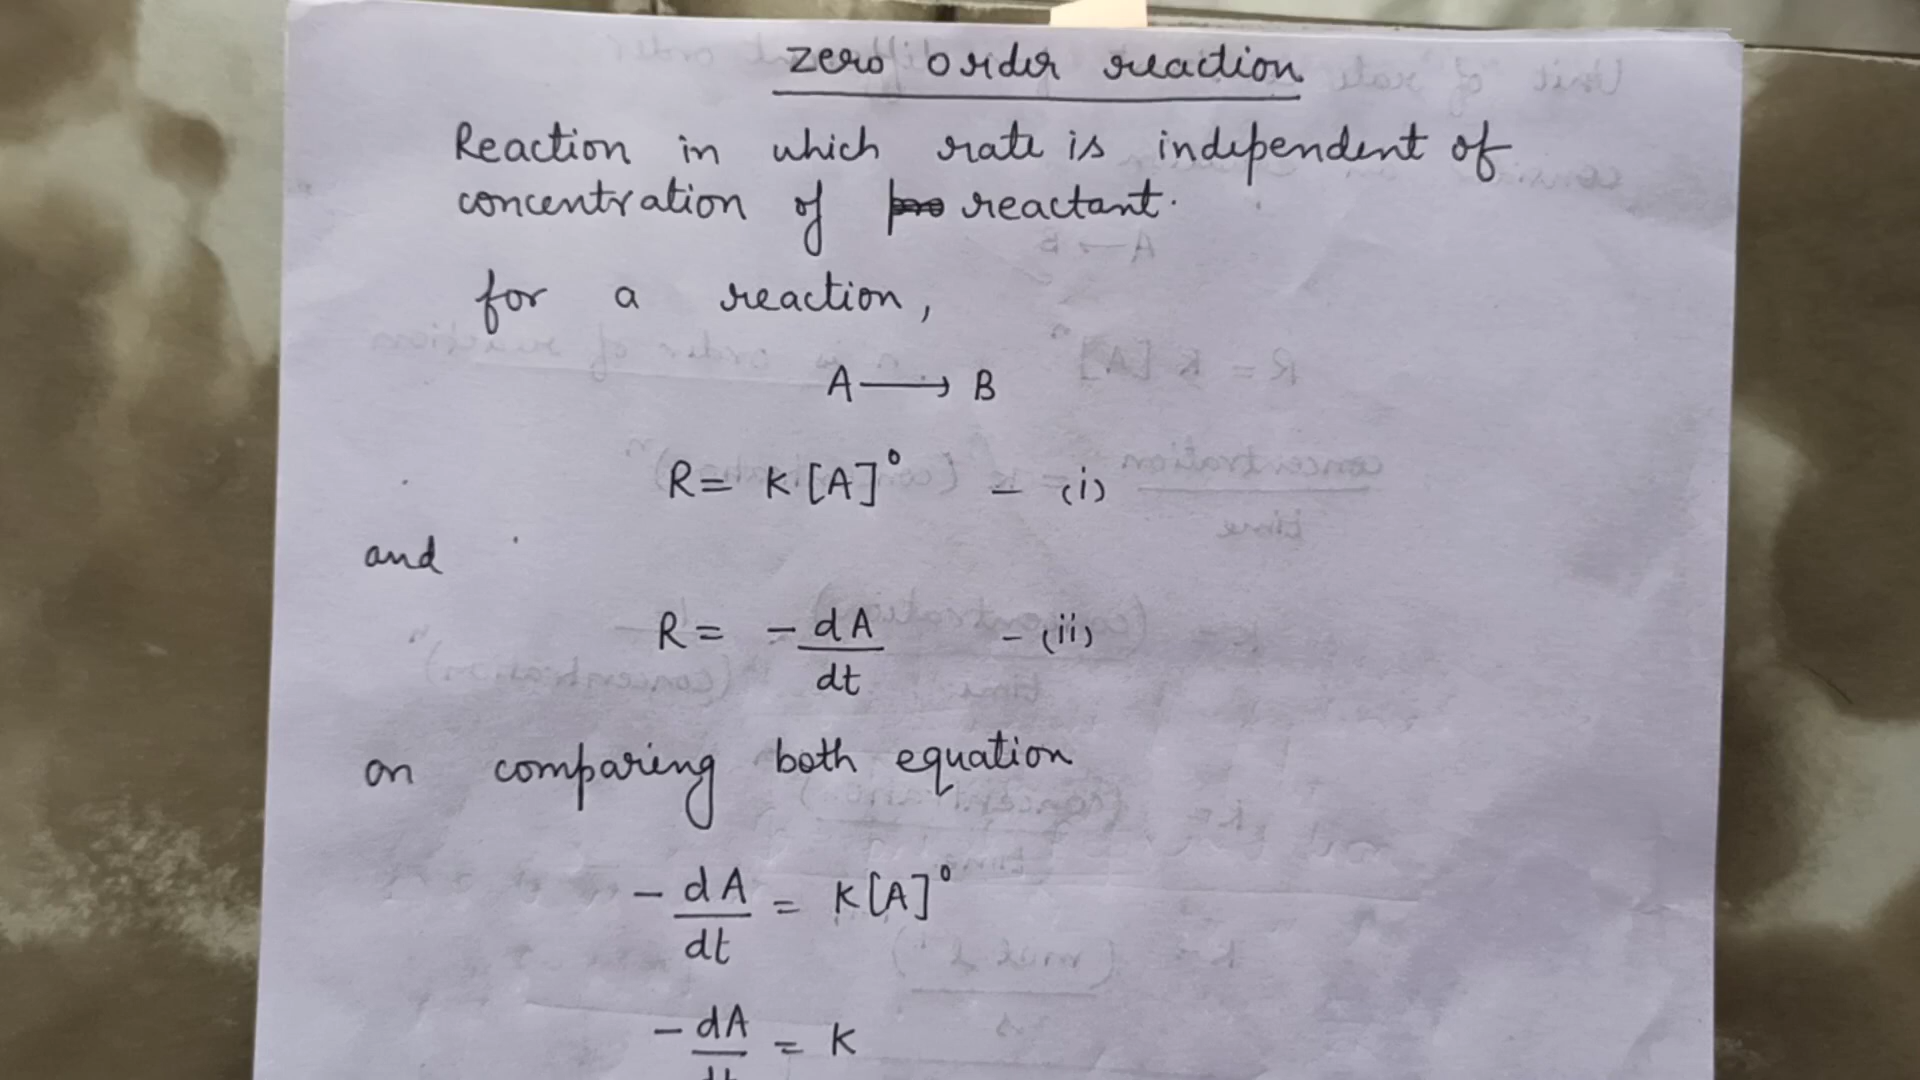 zero order reaction
Reaction in which rate is independent of
concentration of reactant.
for a reaction,
A ⟶ B
R = K [A]° - (i)
and
R = - dA/dt - (ii)
on comparing both equation
- dA/dt = K[A]°
- dA/dt = K